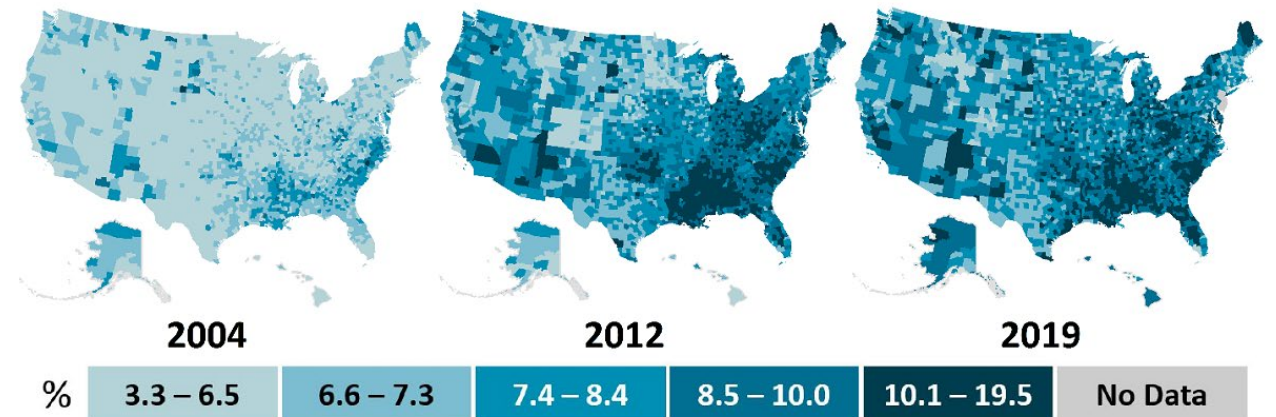 2004 2012 2019
% 3.3 – 6.5 6.6 – 7.3 7.4 – 8.4 8.5 – 10.0 10.1 – 19.5 No Data